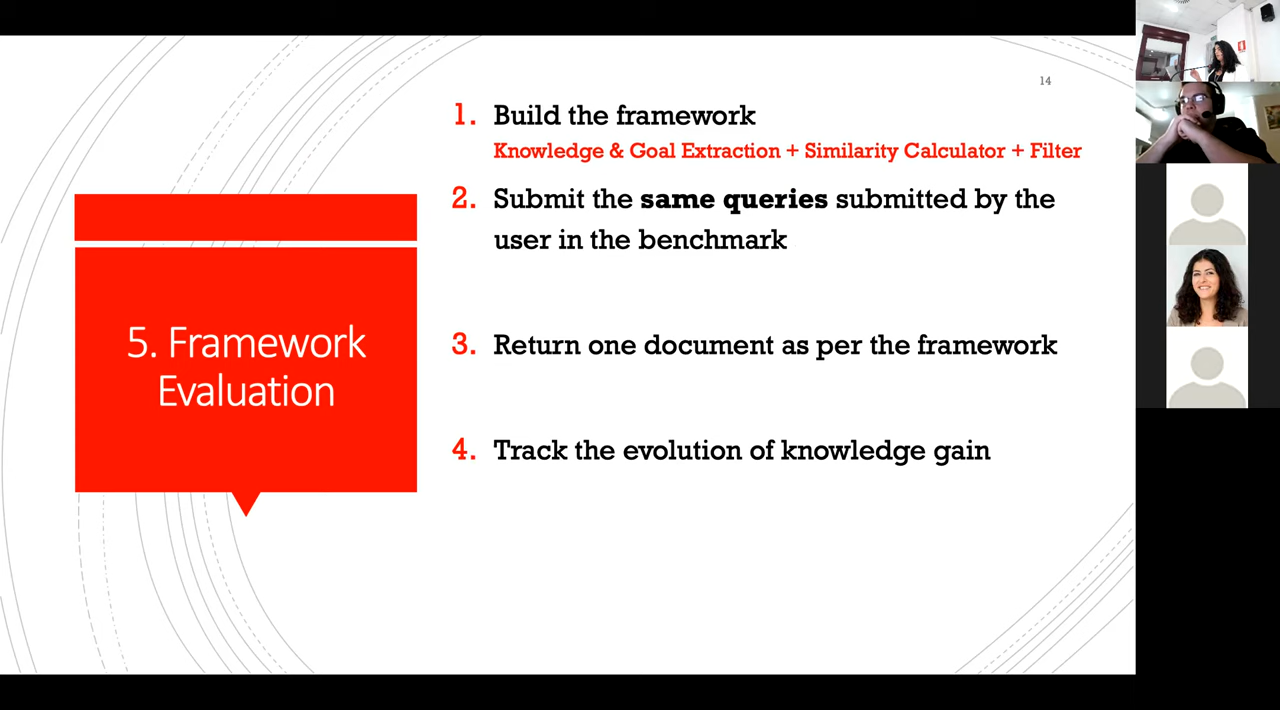 14
5. Framework
Evaluation
1. Build the framework
Knowledge & Goal Extraction + Similarity Calculator + Filter
2. Submit the same queries submitted by the
user in the benchmark
3. Return one document as per the framework
4. Track the evolution of knowledge gain